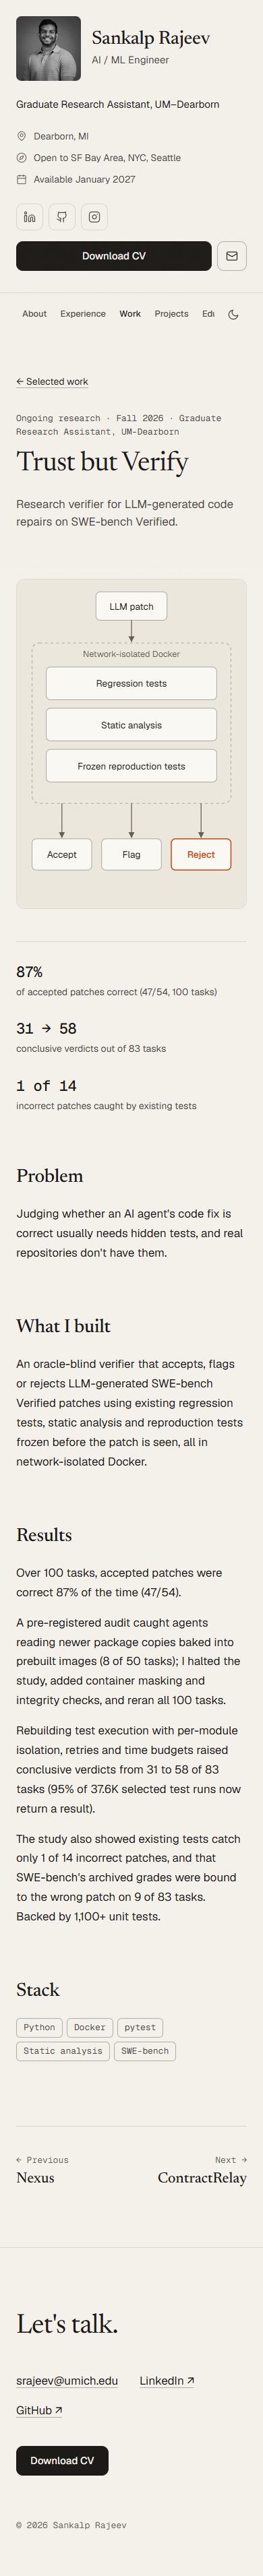 Sankalp Rajeev
AI / ML Engineer
Graduate Research Assistant, UM–Dearborn
Dearborn, MI
Open to SF Bay Area, NYC, Seattle
Available January 2027
Download CV
About Experience Work Projects Edu
← Selected work
Ongoing research · Fall 2026 · Graduate
Research Assistant, UM-Dearborn
Trust but Verify
Research verifier for LLM-generated code
repairs on SWE-bench Verified.
LLM patch
Network-isolated Docker
Regression tests
Static analysis
Frozen reproduction tests
Accept Flag Reject
87%
of accepted patches correct (47/54, 100 tasks)
31 → 58
conclusive verdicts out of 83 tasks
1 of 14
incorrect patches caught by existing tests
Problem
Judging whether an AI agent's code fix is
correct usually needs hidden tests, and real
repositories don't have them.
What I built
An oracle-blind verifier that accepts, flags
or rejects LLM-generated SWE-bench
Verified patches using existing regression
tests, static analysis and reproduction tests
frozen before the patch is seen, all in
network-isolated Docker.
Results
Over 100 tasks, accepted patches were
correct 87% of the time (47/54).
A pre-registered audit caught agents
reading newer package copies baked into
prebuilt images (8 of 50 tasks); I halted the
study, added container masking and
integrity checks, and reran all 100 tasks.
Rebuilding test execution with per-module
isolation, retries and time budgets raised
conclusive verdicts from 31 to 58 of 83
tasks (95% of 37.6K selected test runs now
return a result).
The study also showed existing tests catch
only 1 of 14 incorrect patches, and that
SWE-bench's archived grades were bound
to the wrong patch on 9 of 83 tasks.
Backed by 1,100+ unit tests.
Stack
Python Docker pytest
Static analysis SWE-bench
← Previous Next →
Nexus ContractRelay
Let's talk.
srajeev@umich.edu LinkedIn ↗
GitHub ↗
Download CV
© 2026 Sankalp Rajeev